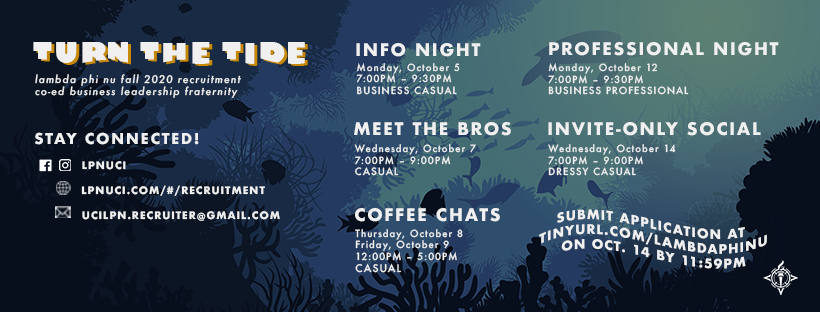 TURN THE TIDE
lambda phi nu fall 2020 recruitment
co-ed business leadership fraternity
STAY CONNECTED!
LPNUCI
LPNUCI.COM/#/RECRUITMENT
UCILPN.RECRUITER@GMAIL.COM
INFO NIGHT
Monday, October 5
7:00PM – 9:30PM
BUSINESS CASUAL
MEET THE BROS
Wednesday, October 7
7:00PM – 9:00PM
CASUAL
COFFEE CHATS
Thursday, October 8
Friday, October 9
12:00PM – 5:00PM
CASUAL
PROFESSIONAL NIGHT
Monday, October 12
7:00PM – 9:30PM
BUSINESS PROFESSIONAL
INVITE-ONLY SOCIAL
Wednesday, October 14
7:00PM – 9:00PM
DRESSY CASUAL
SUBMIT APPLICATION AT
TINYURL.COM/LAMBDAPHINU
ON OCT. 14 BY 11:59PM